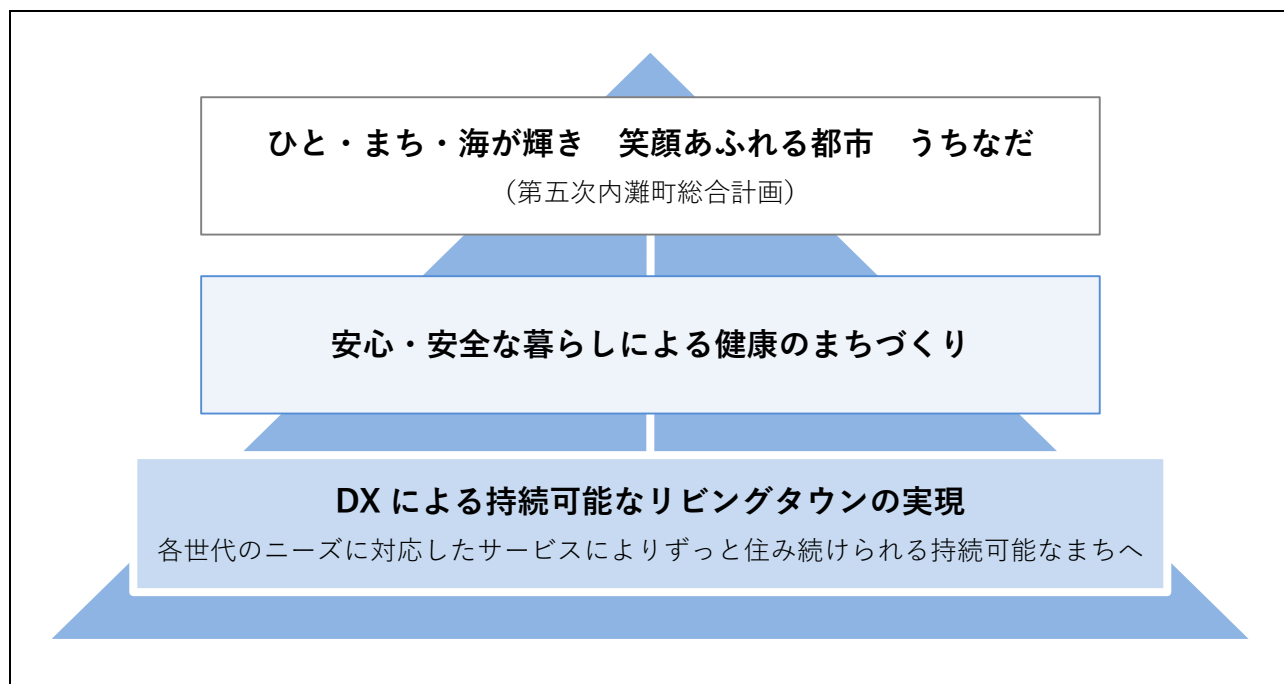 ひと・まち・海が輝き　笑顔あふれる都市　うちなだ
（第五次内灘町総合計画）
安心・安全な暮らしによる健康のまちづくり
DX による持続可能なリビングタウンの実現
各世代のニーズに対応したサービスによりずっと住み続けられる持続可能なまちへ